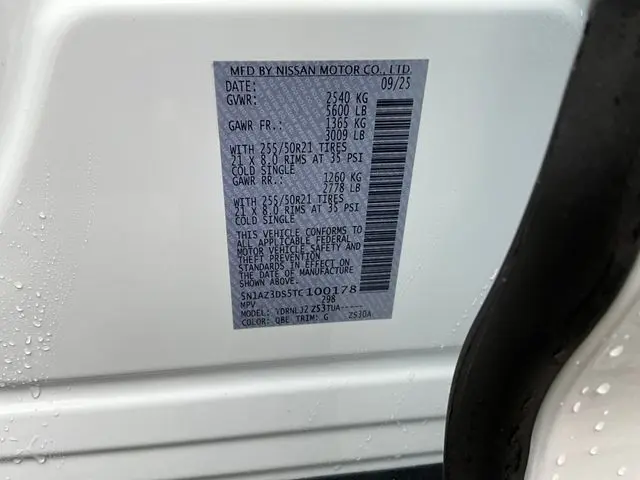 MFD BY NISSAN MOTOR CO., LTD.
DATE: 09/25
GVWR: 2540 KG
5600 LB
GAWR FR.: 1365 KG
3009 LB
WITH 255/50R21 TIRES
21 X 8.0 RIMS AT 35 PSI
COLD SINGLE
GAWR RR.: 1260 KG
2778 LB
WITH 255/50R21 TIRES
21 X 8.0 RIMS AT 35 PSI
COLD SINGLE
THIS VEHICLE CONFORMS TO
ALL APPLICABLE FEDERAL
MOTOR VEHICLE SAFETY AND
THEFT PREVENTION
STANDARDS IN EFFECT ON
THE DATE OF MANUFACTURE
SHOWN ABOVE.
5N1AZ3DS5TC100178
MPV 298
MODEL: YDRNLJZ ZS3TUA-----
COLOR: QBE TRIM: G ZS30A